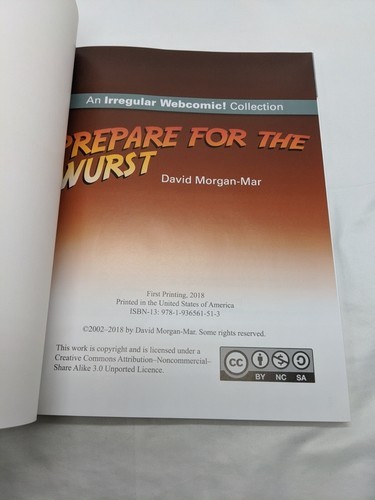 An Irregular Webcomic! Collection
PREPARE FOR THE
WURST
David Morgan-Mar
First Printing, 2018
Printed in the United States of America
ISBN-13: 978-1-936561-51-3
©2002–2018 by David Morgan-Mar. Some rights reserved.
This work is copyright and is licensed under a
Creative Commons Attribution–Noncommercial–
Share Alike 3.0 Unported Licence.
cc
BY NC SA